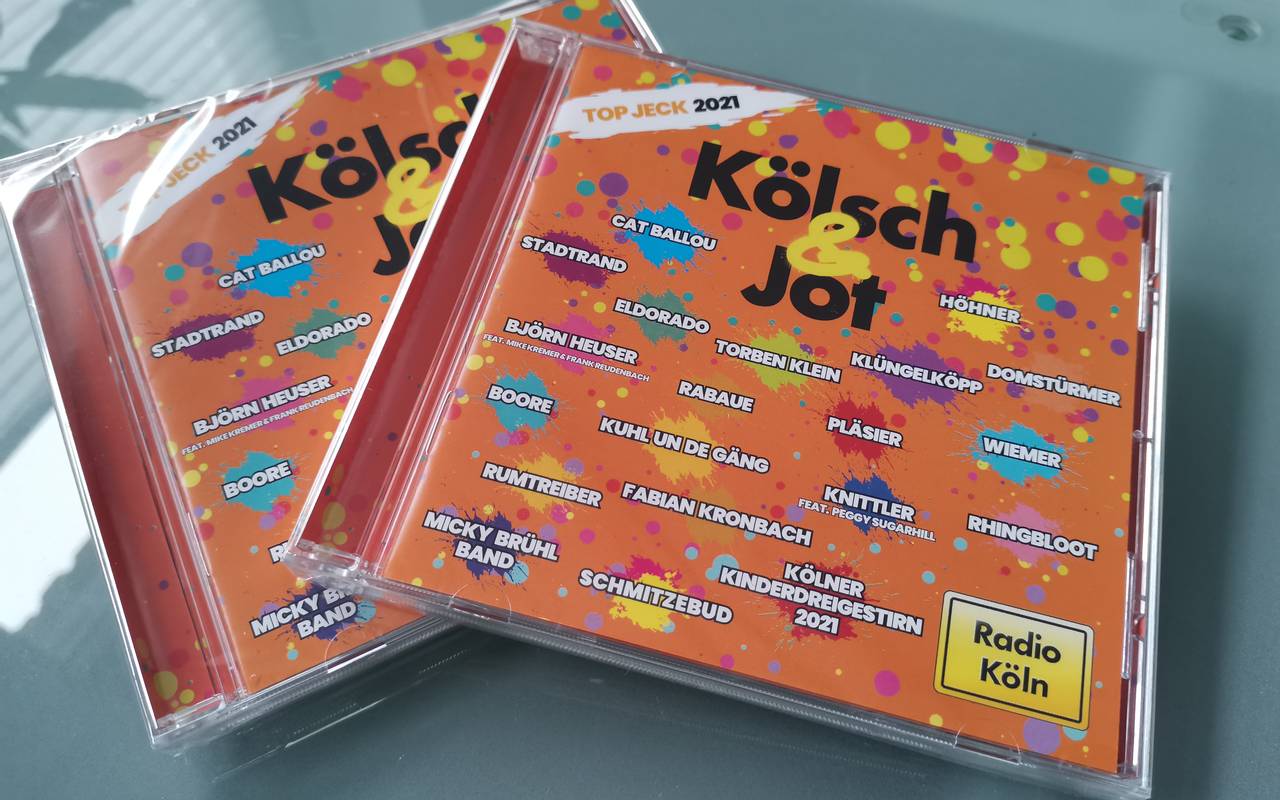 TOP JECK 2021
Kölsch
&
Jot
CAT BALLOU
STADTRAND
HÖHNER
ELDORADO
BJÖRN HEUSER
FEAT. MIKE KREMER & FRANK REUDENBACH
TORBEN KLEIN
KLÜNGELKÖPP
DOMSTÜRMER
RABAUE
BOORE
PLÄSIER
KUHL UN DE GÄNG
WIEMER
RUMTREIBER
FABIAN KRONBACH
KNITTLER
FEAT. PEGGY SUGARHILL
RHINGBLOOT
MICKY BRÜHL
BAND
SCHMITZEBUD
KÖLNER
KINDERDREIGESTIRN
2021
Radio
Köln
TOP JECK 2021
Kölsc
&
J
CAT BALLOU
STADTRAND
ELDORADO
BJÖRN HEUSER
FEAT. MIKE KREMER & FRANK REUDENBACH
BOORE
R
MICKY BR
BAND